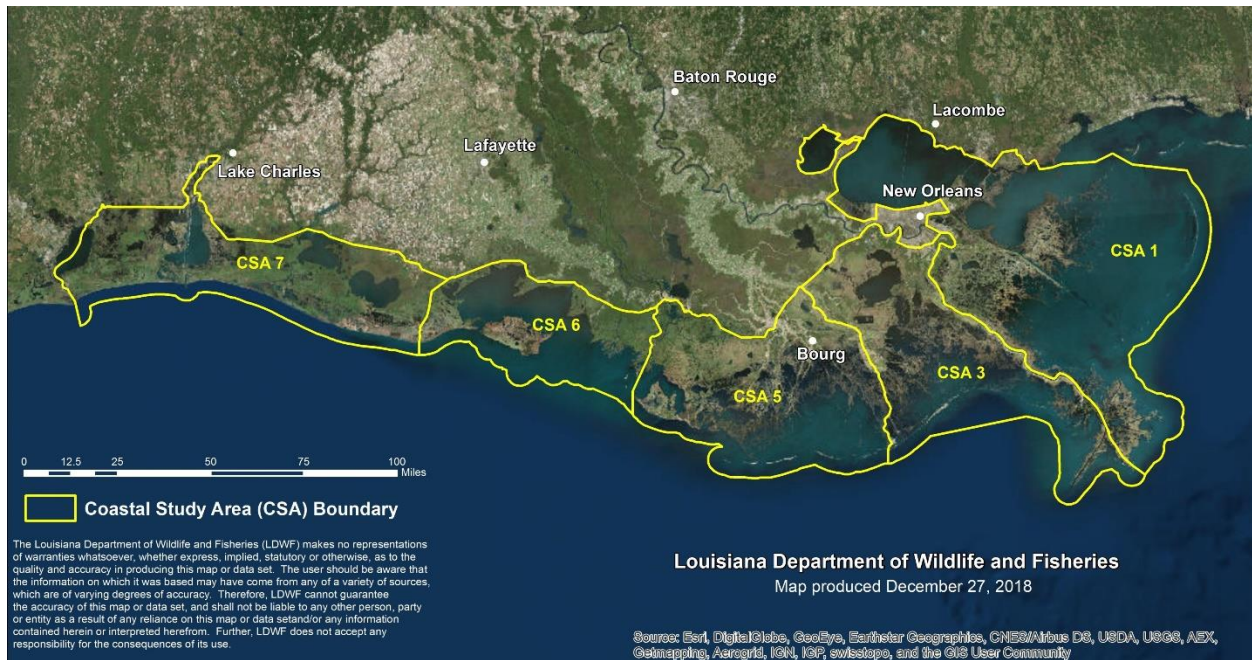 Baton Rouge
Lacombe
Lafayette
Lake Charles
New Orleans
CSA 1
CSA 7
CSA 6
Bourg
CSA 3
CSA 5
0 12.5 25 50 75 100
Miles
Coastal Study Area (CSA) Boundary
The Louisiana Department of Wildlife and Fisheries (LDWF) makes no representations
of warranties whatsoever, whether express, implied, statutory or otherwise, as to the
quality and accuracy in producing this map or data set. The user should be aware that
the information on which it was based may have come from any of a variety of sources,
which are of varying degrees of accuracy. Therefore, LDWF cannot guarantee
the accuracy of this map or data set, and shall not be liable to any other person, party
or entity as a result of any reliance on this map or data setand/or any information
contained herein or interpreted herefrom. Further, LDWF does not accept any
responsibility for the consequences of its use.
Louisiana Department of Wildlife and Fisheries
Map produced December 27, 2018
Source: Esri, DigitalGlobe, GeoEye, Earthstar Geographics, CNES/Airbus DS, USDA, USGS, AEX,
Getmapping, Aerogrid, IGN, IGP, swisstopo, and the GIS User Community